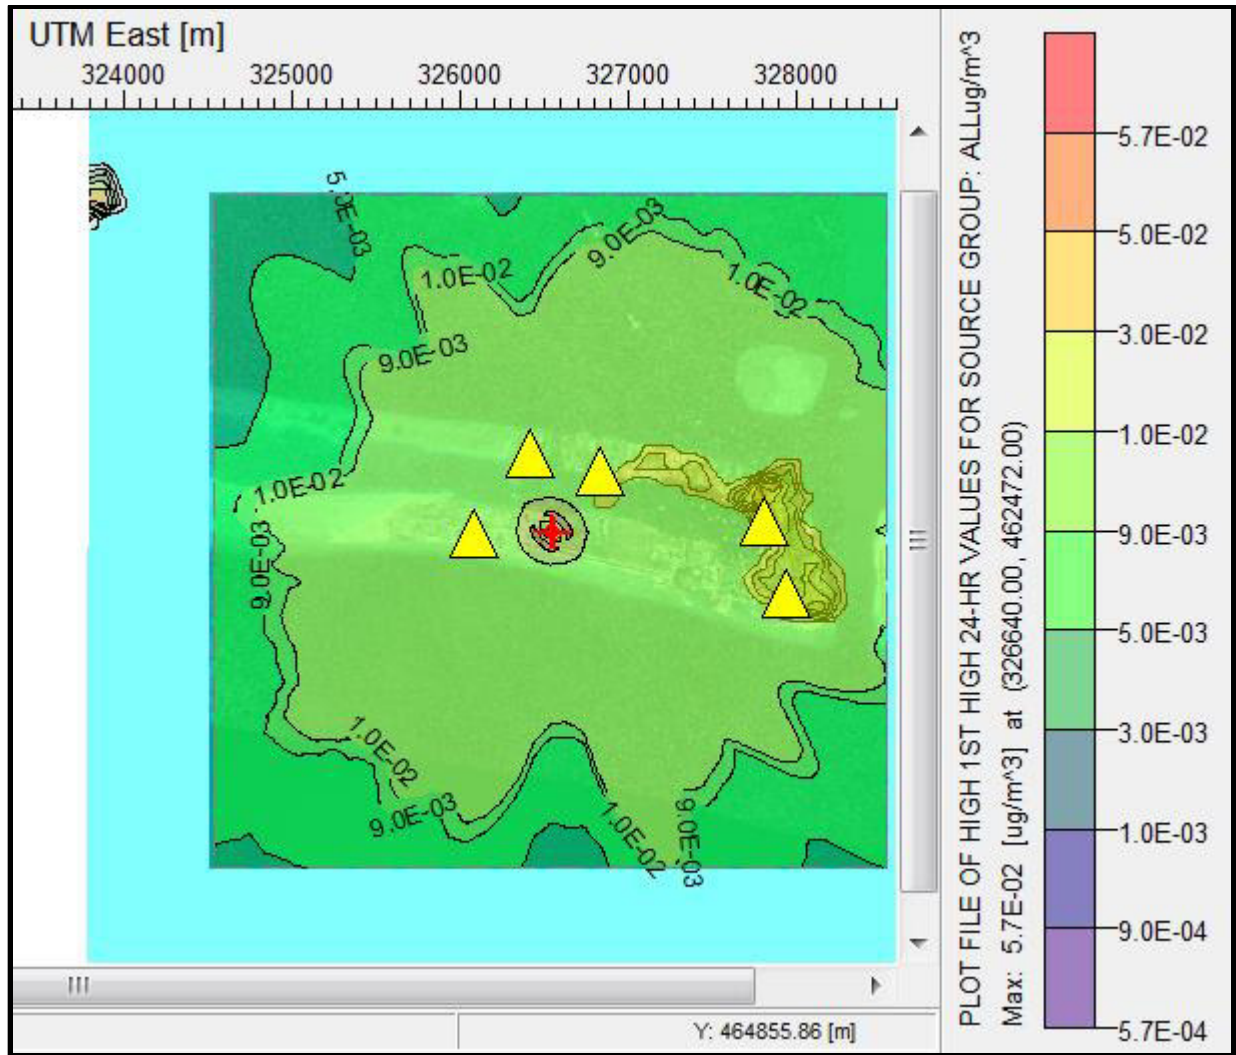 UTM East [m]
324000 325000 326000 327000 328000
5.0E-03
9.0E-03
1.0E-02
1.0E-02
9.0E-03
1.0E-02
9.0E-03
1.0E-02
9.0E-03
1.0E-02
9.0E-03
Y: 464855.86 [m]
PLOT FILE OF HIGH 1ST HIGH 24-HR VALUES FOR SOURCE GROUP: ALLug/m^3
Max: 5.7E-02 [ug/m^3] at (326640.00, 462472.00)
5.7E-02
5.0E-02
3.0E-02
1.0E-02
9.0E-03
5.0E-03
3.0E-03
1.0E-03
9.0E-04
5.7E-04